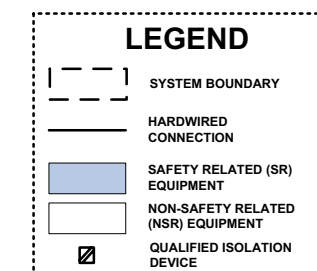 LEGEND
SYSTEM BOUNDARY
HARDWIRED
CONNECTION
SAFETY RELATED (SR)
EQUIPMENT
NON-SAFETY RELATED
(NSR) EQUIPMENT
QUALIFIED ISOLATION
DEVICE